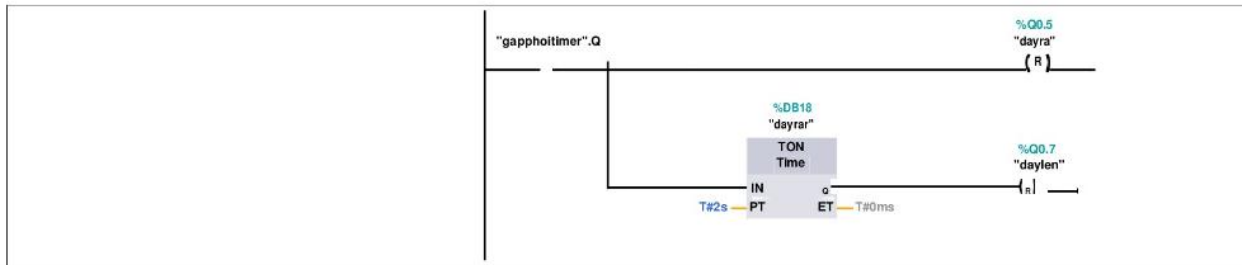 %Q0.5
"gapphoitimer".Q
"dayra"
( R )
%DB18
"dayrar"
TON
Time
%Q0.7
"daylen"
IN
Q
R
T#2s
PT
ET
T#0ms